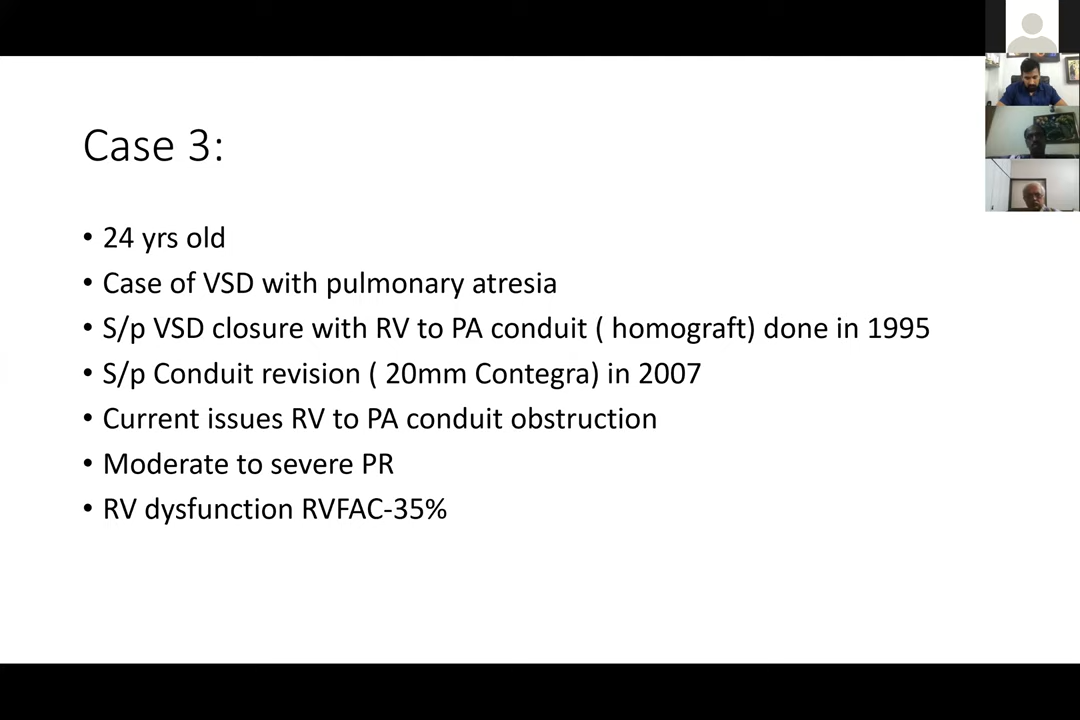 Case 3:
• 24 yrs old
• Case of VSD with pulmonary atresia
• S/p VSD closure with RV to PA conduit ( homograft) done in 1995
• S/p Conduit revision ( 20mm Contegra) in 2007
• Current issues RV to PA conduit obstruction
• Moderate to severe PR
• RV dysfunction RVFAC-35%